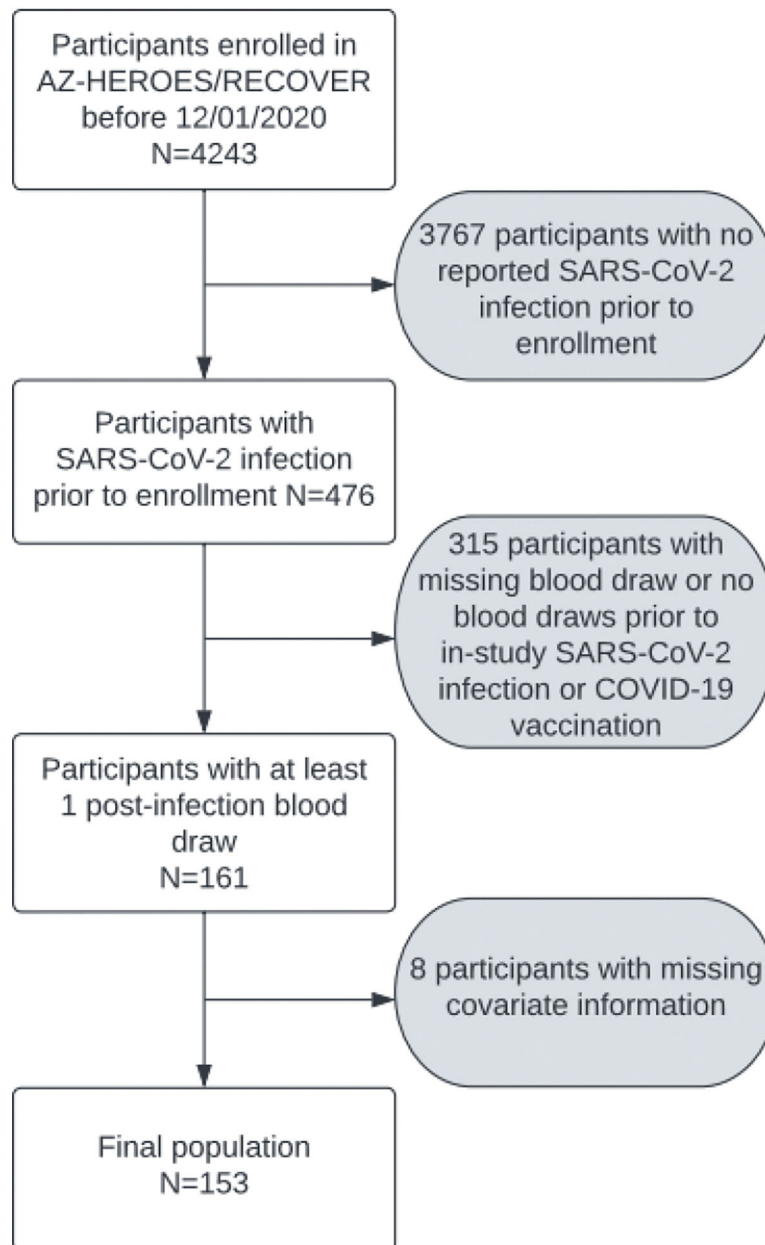 Participants enrolled in
AZ-HEROES/RECOVER
before 12/01/2020
N=4243
3767 participants with no
reported SARS-CoV-2
infection prior to
enrollment
Participants with
SARS-CoV-2 infection
prior to enrollment N=476
315 participants with
missing blood draw or no
blood draws prior to
in-study SARS-CoV-2
infection or COVID-19
vaccination
Participants with at least
1 post-infection blood
draw
N=161
8 participants with missing
covariate information
Final population
N=153